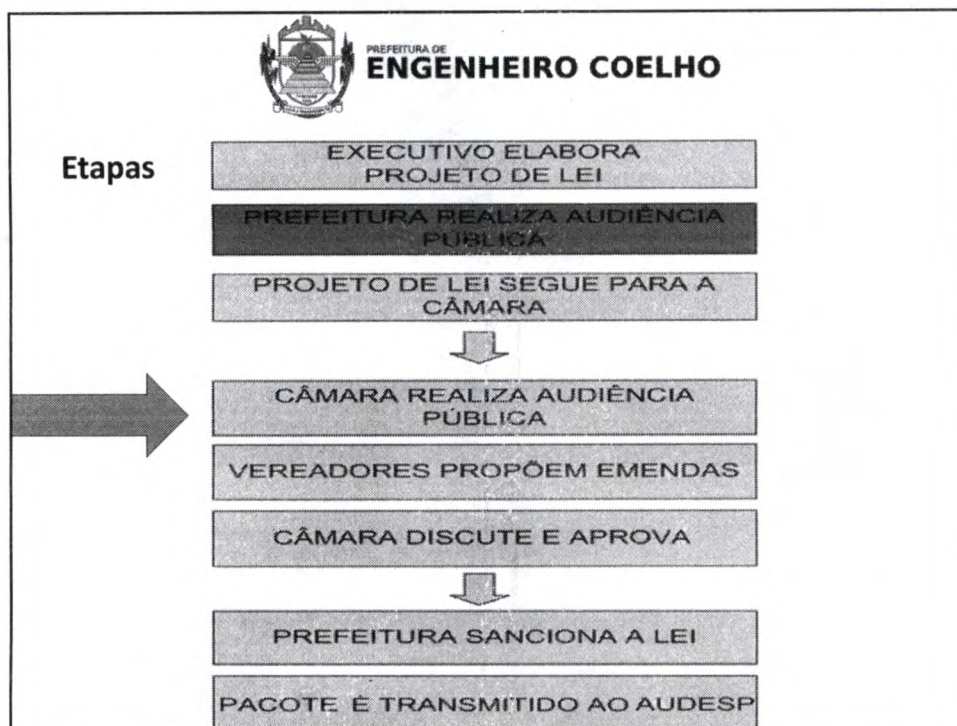 PREFEITURA DE
ENGENHEIRO COELHO
Etapas
EXECUTIVO ELABORA
PROJETO DE LEI
PREFEITURA REALIZA AUDIÊNCIA
PÚBLICA
PROJETO DE LEI SEGUE PARA A
CÂMARA
CÂMARA REALIZA AUDIÊNCIA
PÚBLICA
VEREADORES PROPÕEM EMENDAS
CÂMARA DISCUTE E APROVA
PREFEITURA SANCIONA A LEI
PACOTE É TRANSMITIDO AO AUDESP